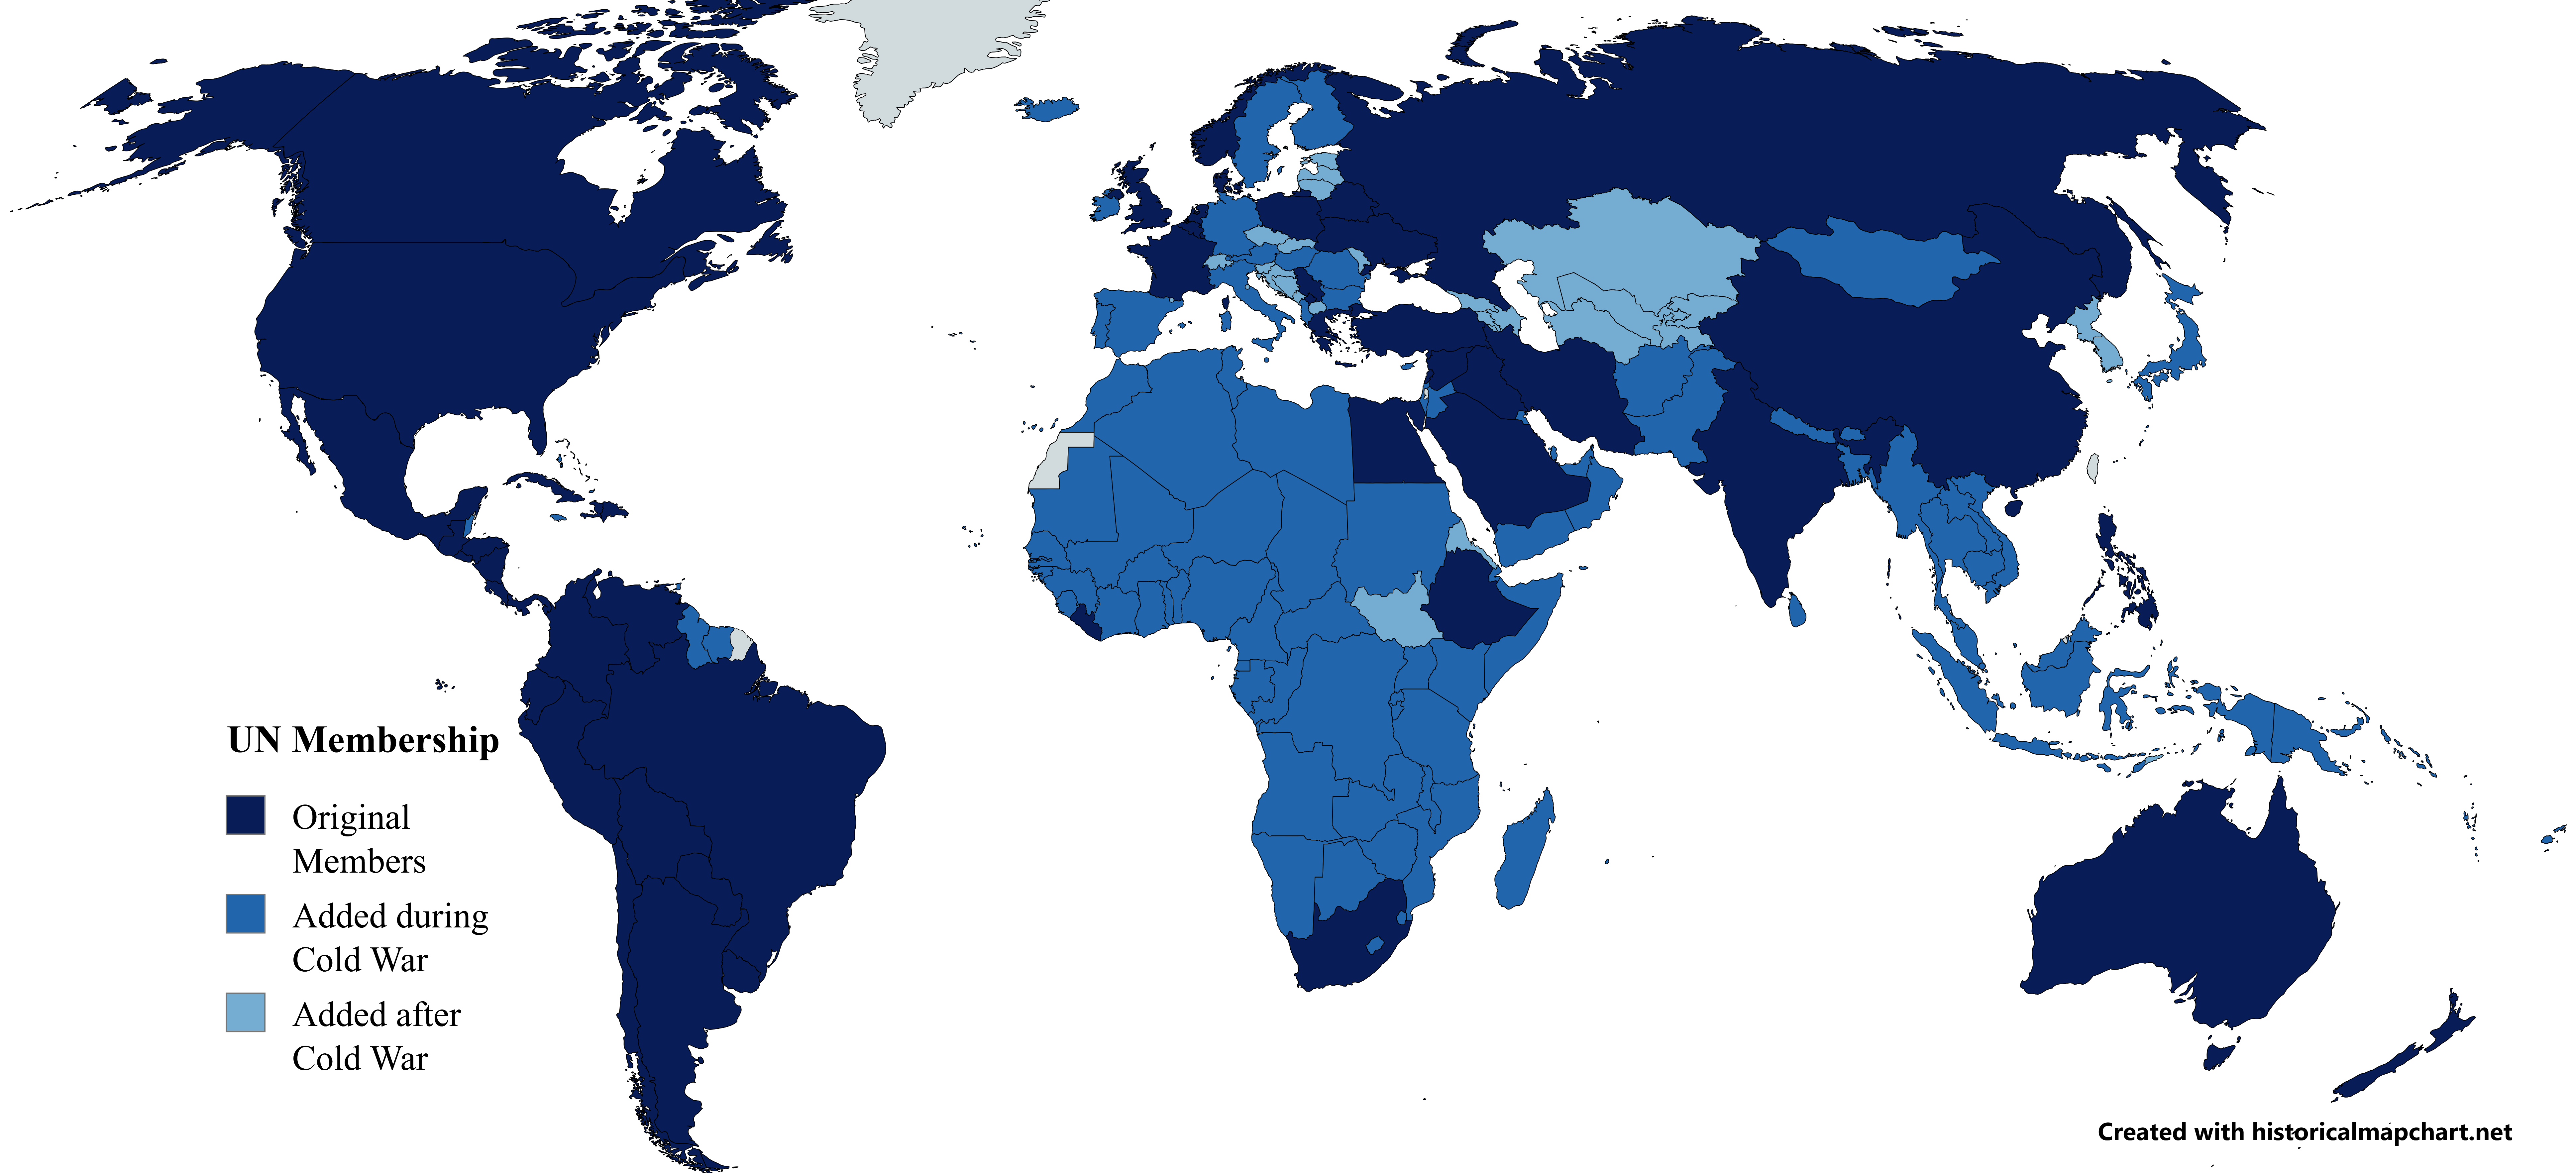 UN Membership
Original
Members
Added during
Cold War
Added after
Cold War
Created with historicalmapchart.net